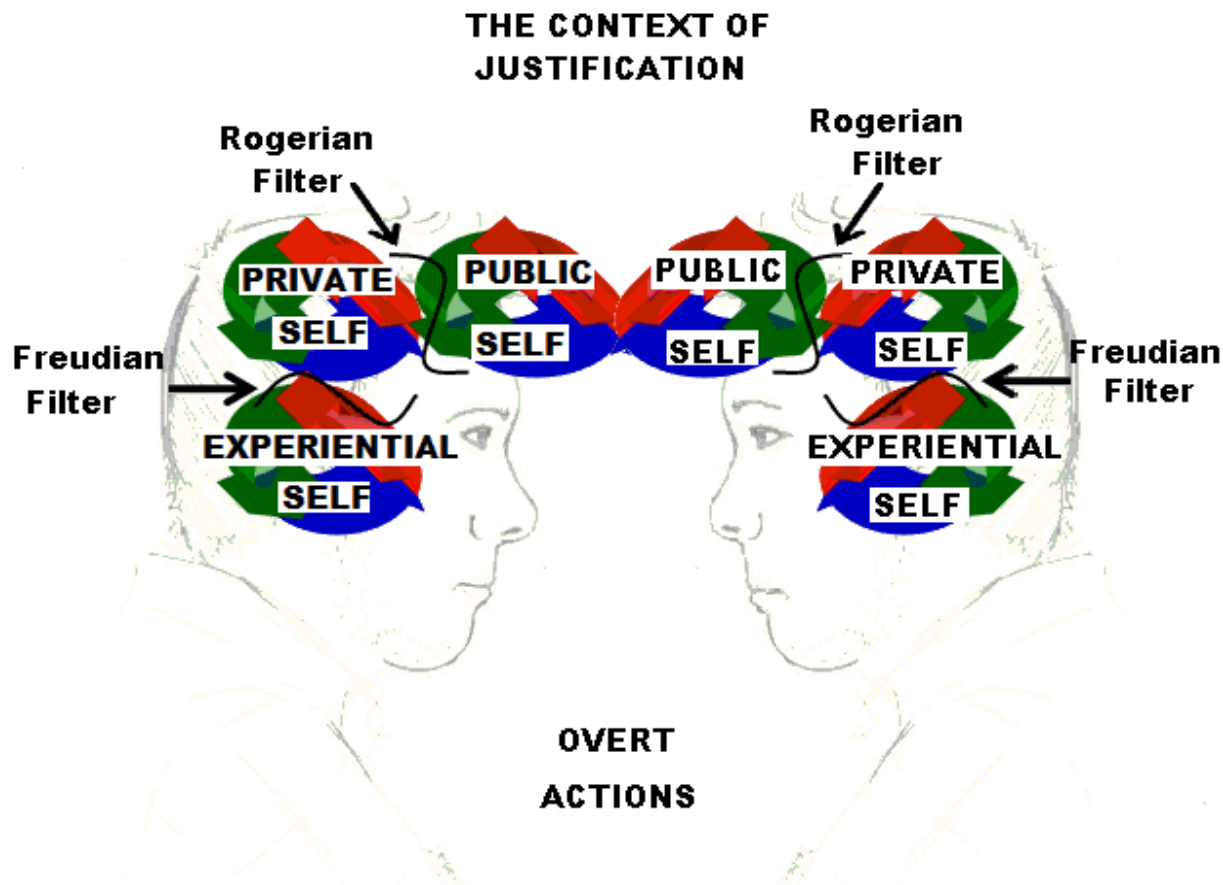 THE CONTEXT OF
JUSTIFICATION
Rogerian
Filter
Rogerian
Filter
PRIVATE
SELF
PUBLIC
SELF
PUBLIC
SELF
PRIVATE
SELF
Freudian
Filter
Freudian
Filter
EXPERIENTIAL
SELF
EXPERIENTIAL
SELF
OVERT
ACTIONS